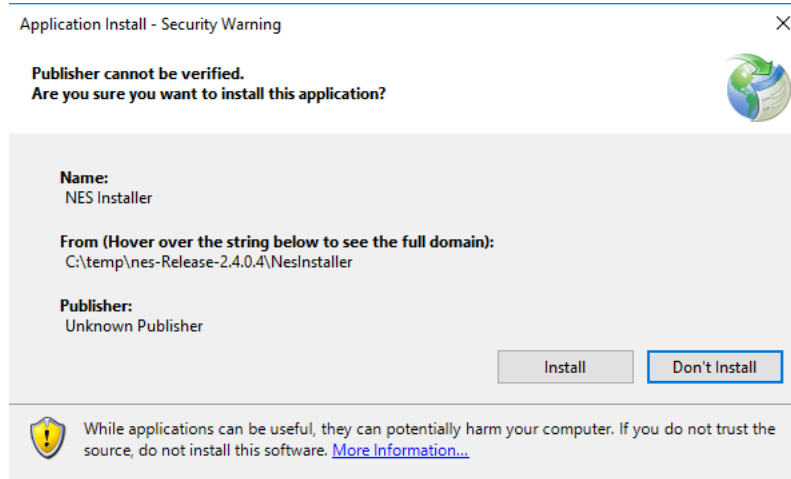 Application Install - Security Warning
Publisher cannot be verified.
Are you sure you want to install this application?
Name:
NES Installer
From (Hover over the string below to see the full domain):
C:\temp\nes-Release-2.4.0.4\NesInstaller
Publisher:
Unknown Publisher
Install
Don't Install
While applications can be useful, they can potentially harm your computer. If you do not trust the
source, do not install this software. More Information...